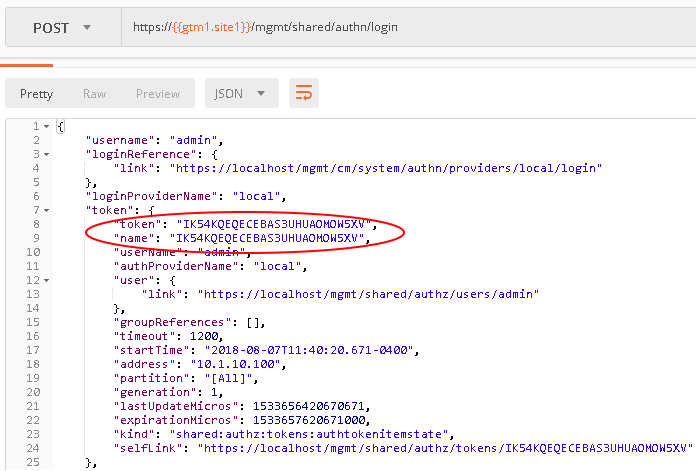 POST https://{{gtm1.site1}}/mgmt/shared/authn/login
Pretty Raw Preview JSON
1 {
2 "username": "admin",
3 "loginReference": {
4 "link": "https://localhost/mgmt/cm/system/authn/providers/local/login"
5 },
6 "loginProviderName": "local",
7 "token": {
8 "token": "IK54KQEQECEBAS3UHUAOMOW5XV",
9 "name": "IK54KQEQECEBAS3UHUAOMOW5XV",
10 "userName": "admin",
11 "authProviderName": "local",
12 "user": {
13 "link": "https://localhost/mgmt/shared/authz/users/admin"
14 },
15 "groupReferences": [],
16 "timeout": 1200,
17 "startTime": "2018-08-07T11:40:20.671-0400",
18 "address": "10.1.10.100",
19 "partition": "[All]",
20 "generation": 1,
21 "lastUpdateMicros": 1533656420670671,
22 "expirationMicros": 1533657620671000,
23 "kind": "shared:authz:tokens:authtokenitemstate",
24 "selfLink": "https://localhost/mgmt/shared/authz/tokens/IK54KQEQECEBAS3UHUAOMOW5XV"
25 },